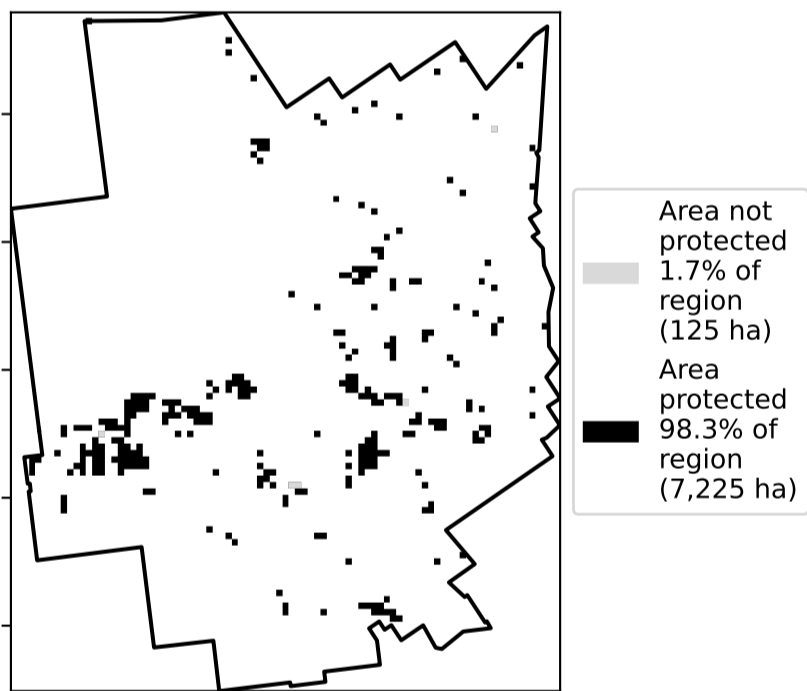 Area not
protected
1.7% of
region
(125 ha)
Area
protected
98.3% of
region
(7,225 ha)